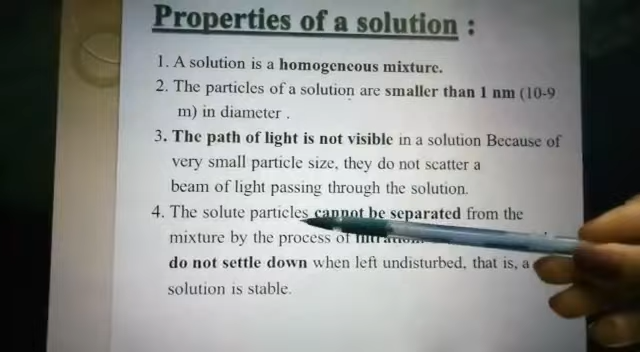 Properties of a solution :
1. A solution is a homogeneous mixture.
2. The particles of a solution are smaller than 1 nm (10-9
m) in diameter .
3. The path of light is not visible in a solution Because of
very small particle size, they do not scatter a
beam of light passing through the solution.
4. The solute particles cannot be separated from the
mixture by the process of
do not settle down when left undisturbed, that is, a
solution is stable.